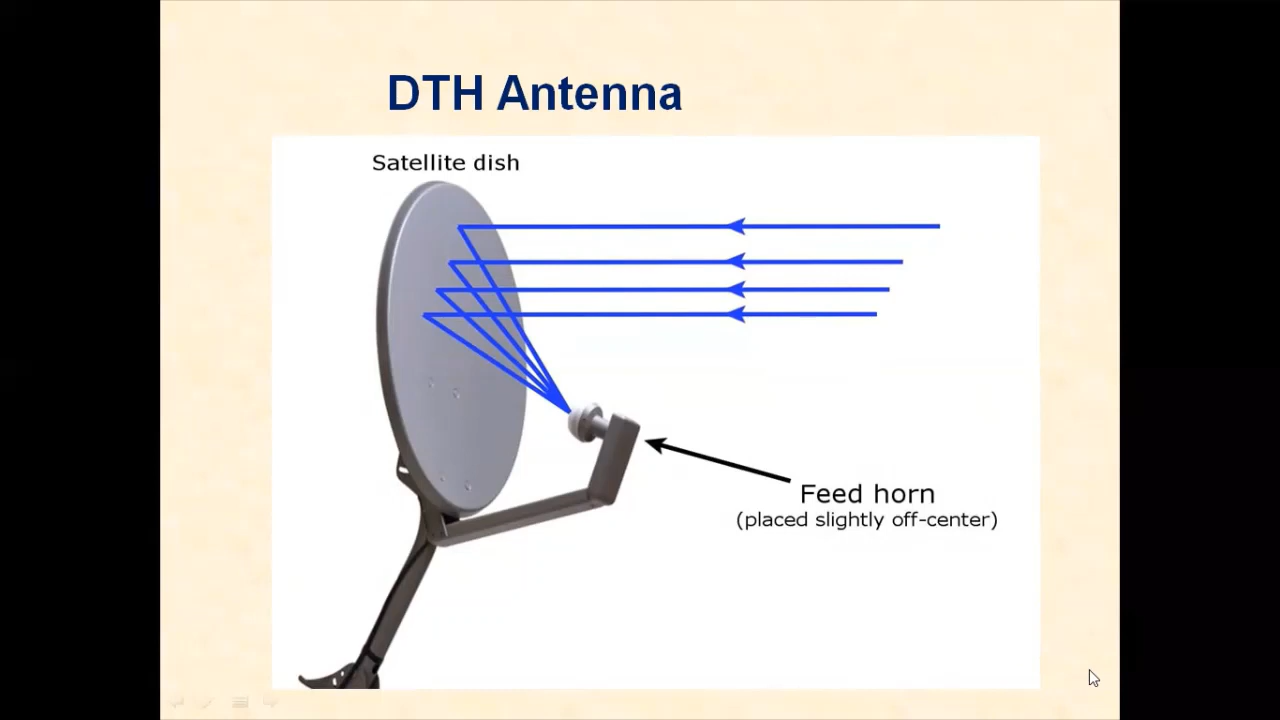 DTH Antenna
Satellite dish
Feed horn
(placed slightly off-center)